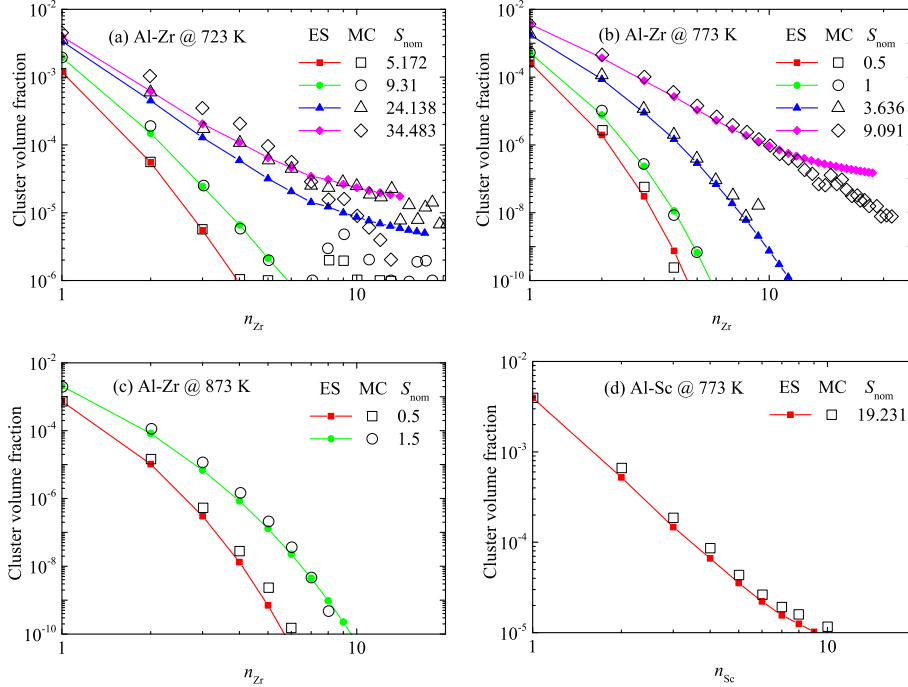 (a) Al-Zr @ 723 K ES MC S_nom
5.172
9.31
24.138
34.483
Cluster volume fraction
10^-2
10^-3
10^-4
10^-5
10^-6
1 10
n_Zr
(b) Al-Zr @ 773 K ES MC S_nom
0.5
1
3.636
9.091
Cluster volume fraction
10^-2
10^-4
10^-6
10^-8
10^-10
1 10
n_Zr
(c) Al-Zr @ 873 K ES MC S_nom
0.5
1.5
Cluster volume fraction
10^-2
10^-4
10^-6
10^-8
10^-10
1 10
n_Zr
(d) Al-Sc @ 773 K ES MC S_nom
19.231
Cluster volume fraction
10^-2
10^-3
10^-4
10^-5
1 10
n_Sc